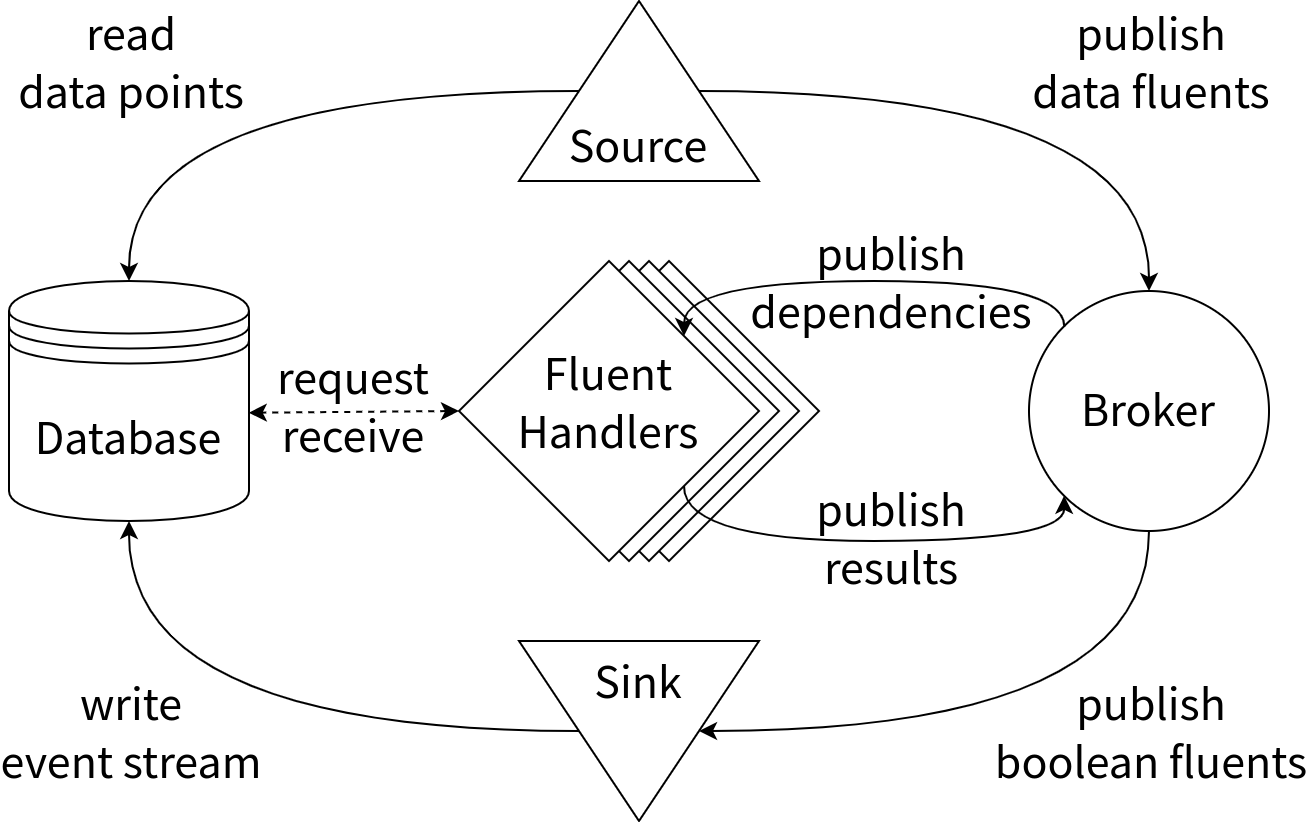 read
data points
publish
data fluents
Source
publish
dependencies
request
receive
Database
Fluent
Handlers
Broker
publish
results
Sink
write
event stream
publish
boolean fluents